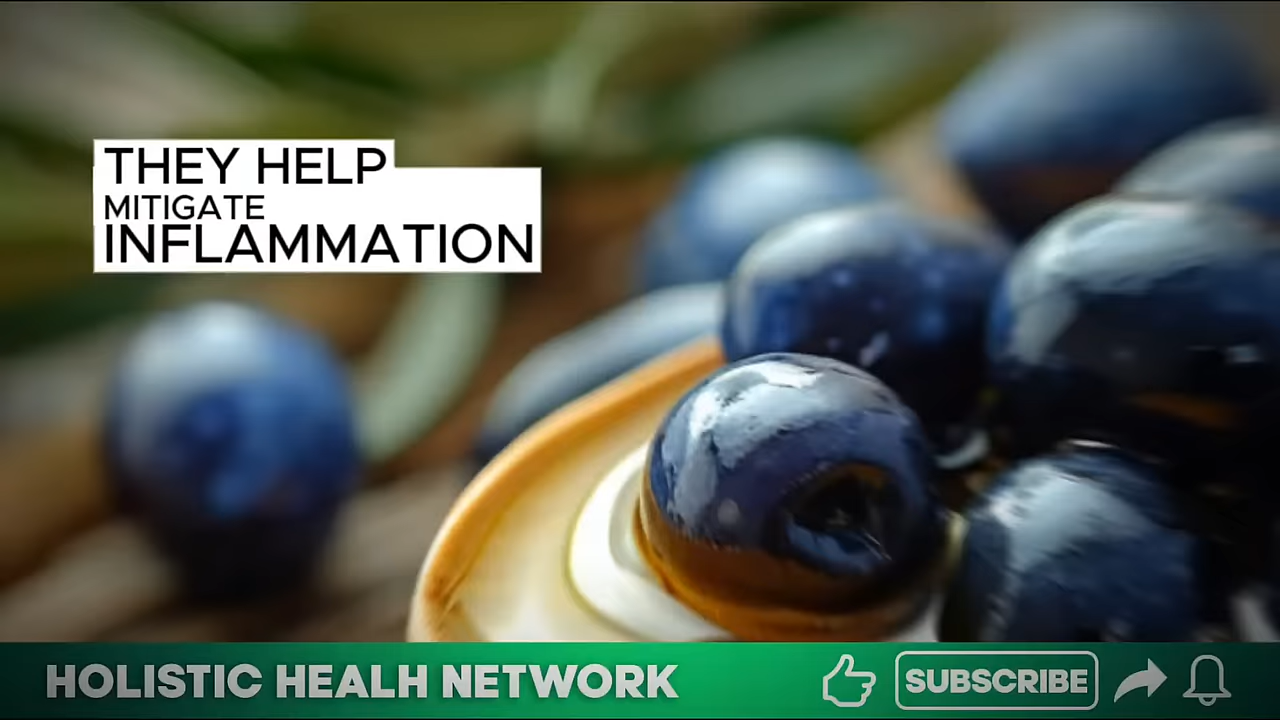 THEY HELP
MITIGATE
INFLAMMATION
HOLISTIC HEALH NETWORK
SUBSCRIBE